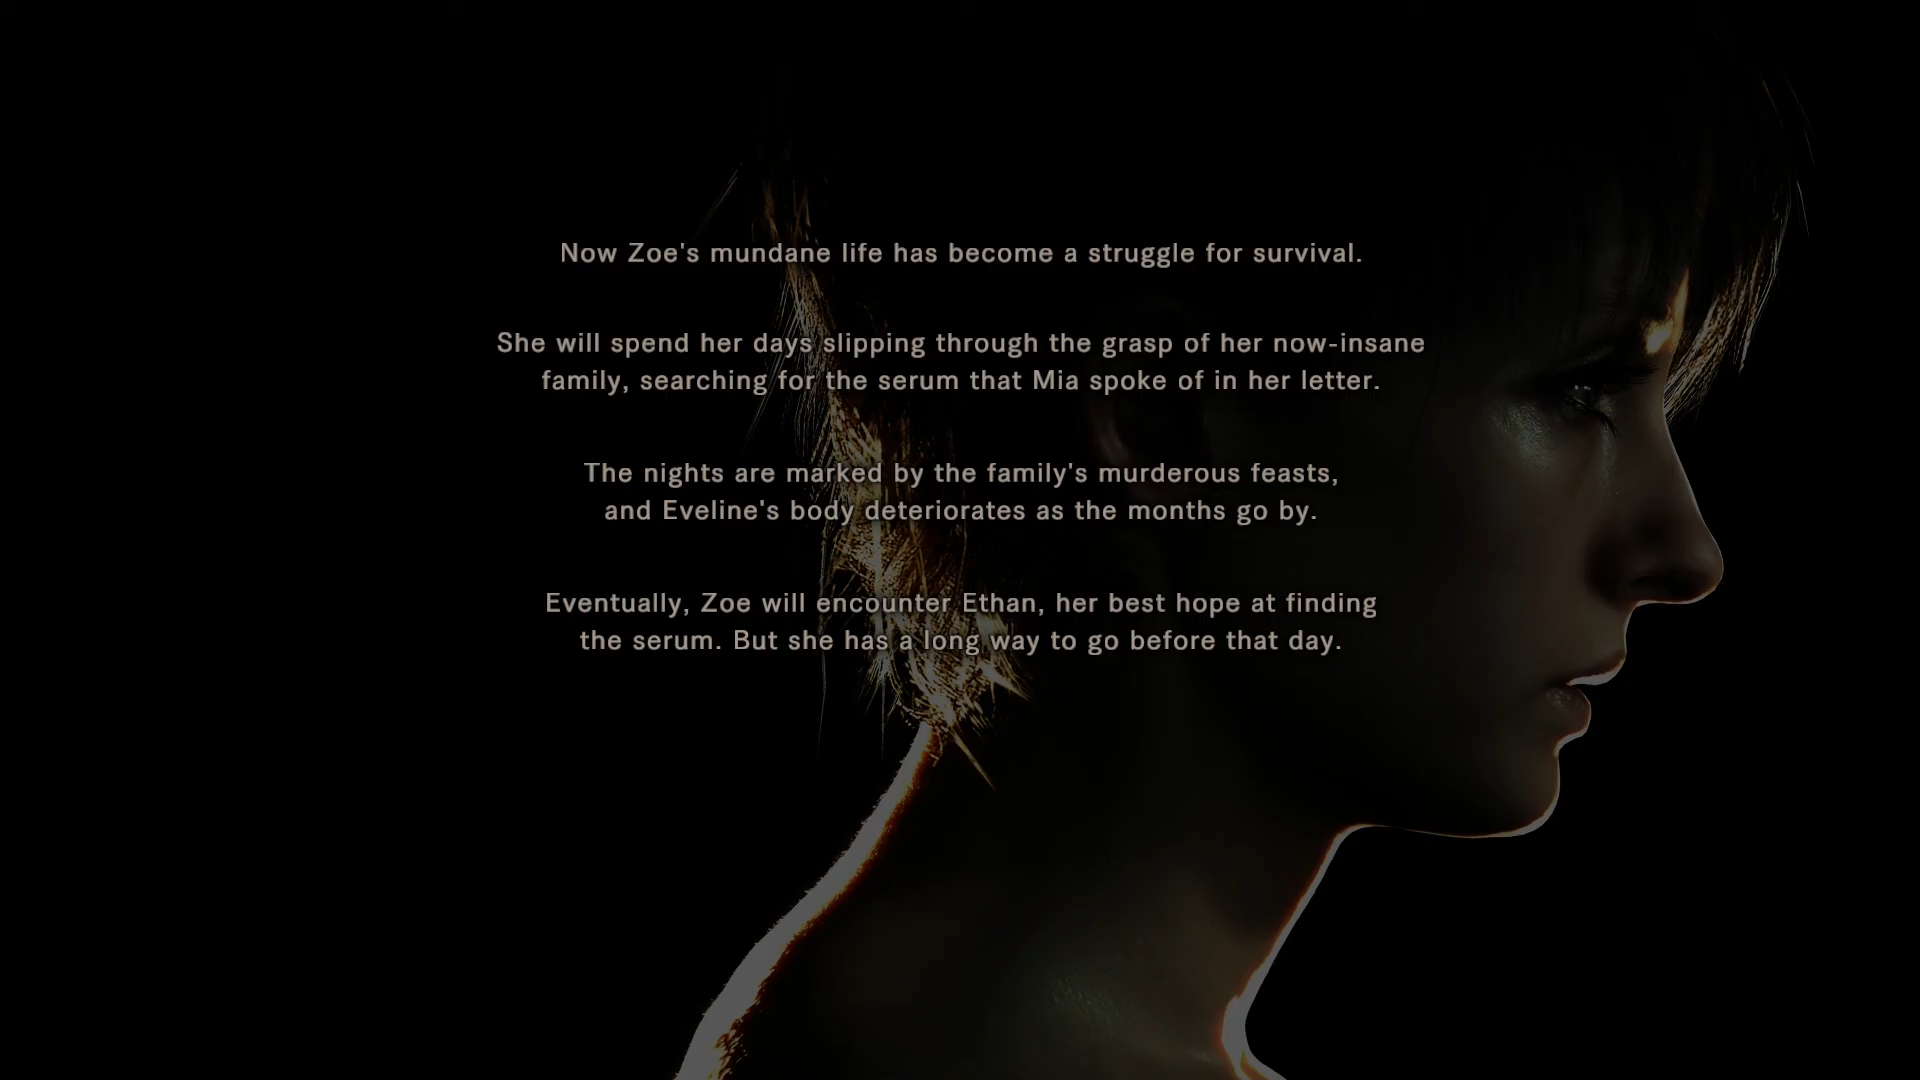 Now Zoe's mundane life has become a struggle for survival.
She will spend her days slipping through the grasp of her now-insane
family, searching for the serum that Mia spoke of in her letter.
The nights are marked by the family's murderous feasts,
and Eveline's body deteriorates as the months go by.
Eventually, Zoe will encounter Ethan, her best hope at finding
the serum. But she has a long way to go before that day.